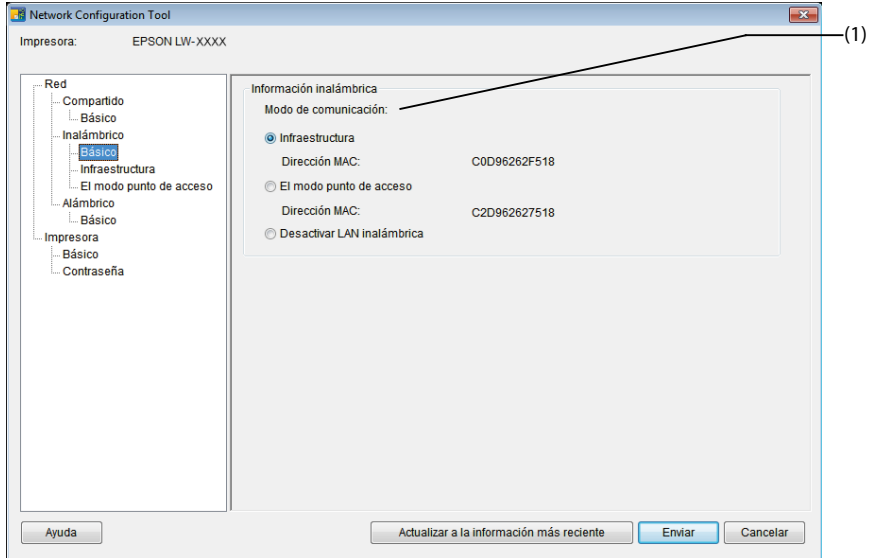 Network Configuration Tool
(1)
Impresora: EPSON LW-XXXX
Red
Compartido
Básico
Inalámbrico
Básico
Infraestructura
El modo punto de acceso
Alámbrico
Básico
Impresora
Básico
Contraseña
Información inalámbrica
Modo de comunicación:
Infraestructura
Dirección MAC: C0D96262F518
El modo punto de acceso
Dirección MAC: C2D962627518
Desactivar LAN inalámbrica
Ayuda
Actualizar a la información más reciente
Enviar
Cancelar